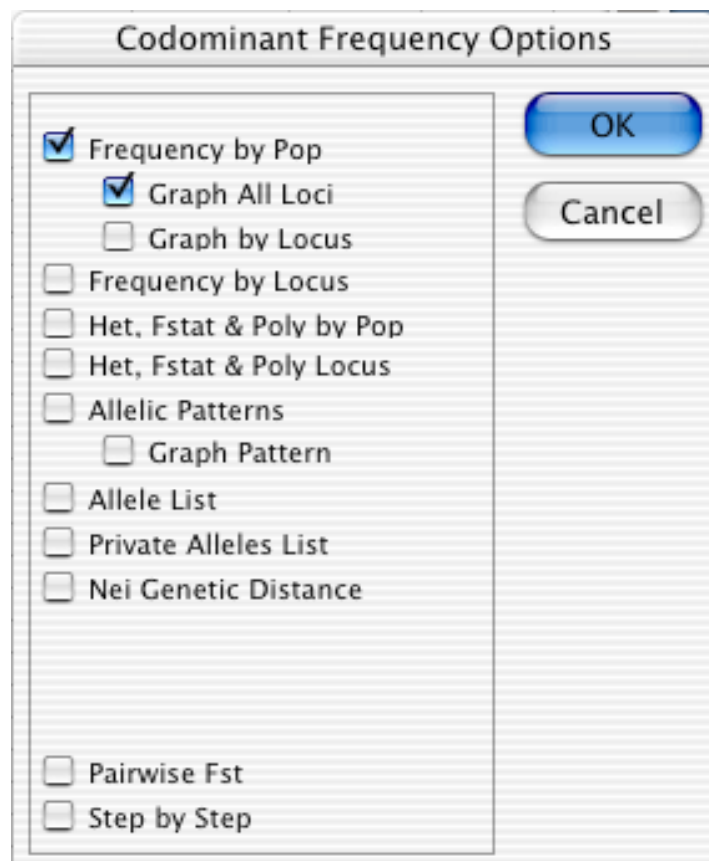 Codominant Frequency Options
OK
Frequency by Pop
Graph All Loci
Cancel
Graph by Locus
Frequency by Locus
Het, Fstat & Poly by Pop
Het, Fstat & Poly Locus
Allelic Patterns
Graph Pattern
Allele List
Private Alleles List
Nei Genetic Distance
Pairwise Fst
Step by Step